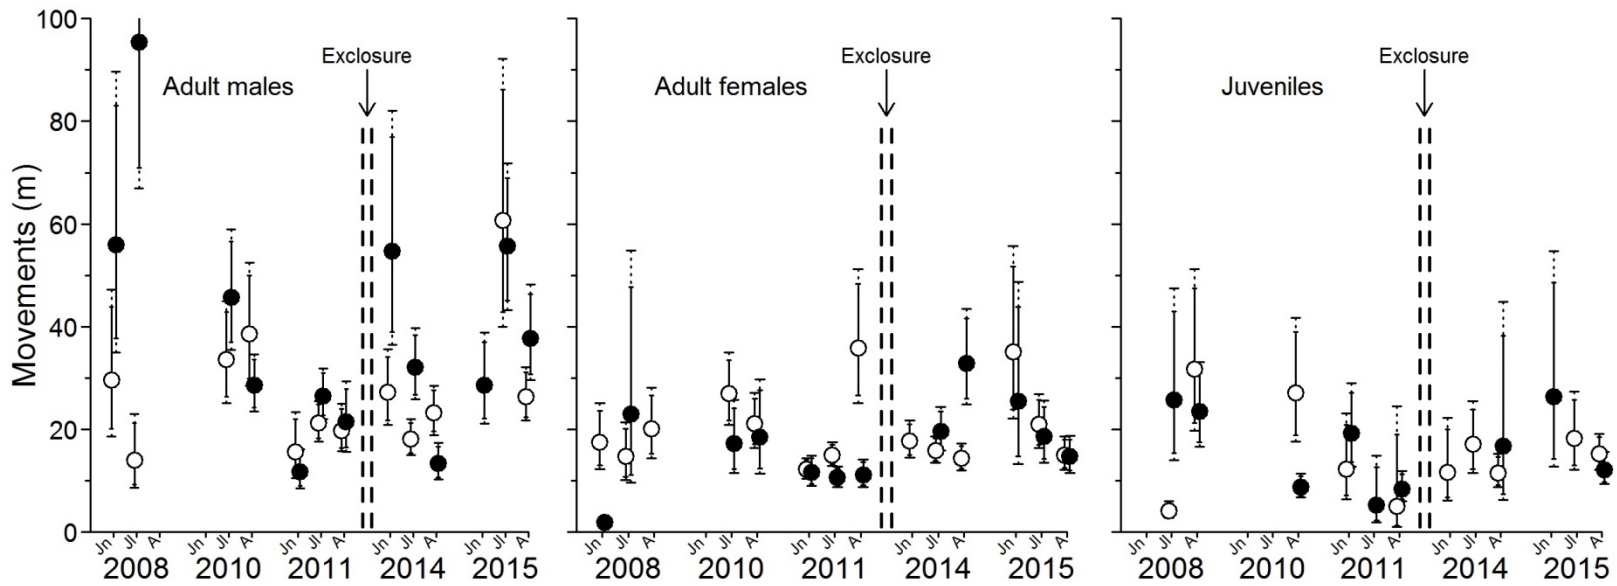 Movements (m)
100
80
60
40
20
0
Adult males
Exclosure
Jn Jl A Jn Jl A Jn Jl A Jn Jl A Jn Jl A
2008 2010 2011 2014 2015
Adult females
Exclosure
Jn Jl A Jn Jl A Jn Jl A Jn Jl A Jn Jl A
2008 2010 2011 2014 2015
Juveniles
Exclosure
Jn Jl A Jn Jl A Jn Jl A Jn Jl A Jn Jl A
2008 2010 2011 2014 2015